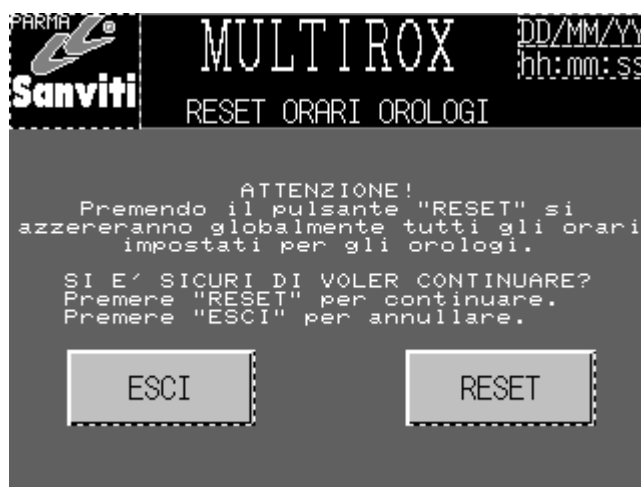 PARMA
Sanviti
MULTIROX
DD/MM/YY
hh:mm:ss
RESET ORARI OROLOGI
ATTENZIONE!
Premendo il pulsante "RESET" si
azzereranno globalmente tutti gli orari
impostati per gli orologi.
SI E' SICURI DI VOLER CONTINUARE?
Premere "RESET" per continuare.
Premere "ESCI" per annullare.
ESCI
RESET